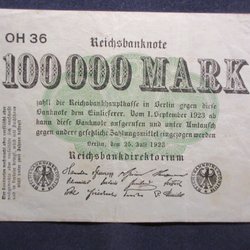 OH 36
Reichsbanknote
100000 MARK
zahlt die Reichsbankhauptkasse in Berlin gegen diese
Banknote dem Einlieferer. Vom 1. September 1923 ab
kann diese Banknote aufgerufen und unter Umtausch
gegen andere gesetzliche Zahlungsmittel eingezogen werden
Berlin, den 25. Juli 1923
Reichsbankdirektorium